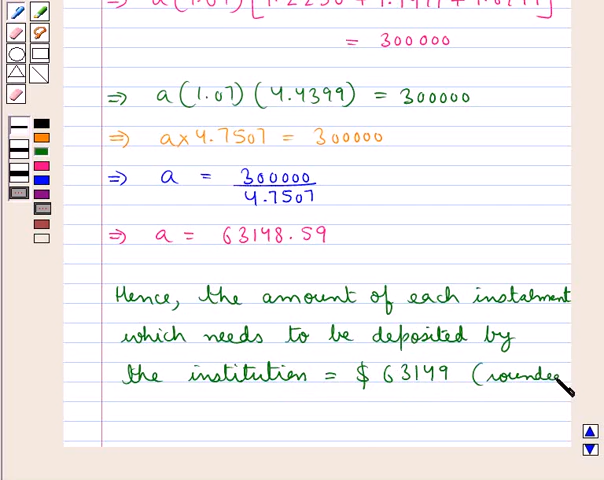 = 300000
⇒ a (1.07) (4.4399) = 300000
⇒ a x 4.7507 = 300000
⇒ a = 300000 / 4.7507
⇒ a = 63148.59
Hence, the amount of each instalment
which needs to be deposited by
the institution = $ 63149 (rounde